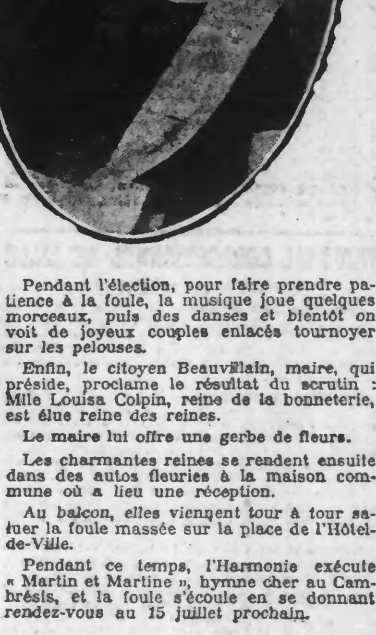 Pendant l'élection, pour faire prendre pa-
tience à la foule, la musique joue quelques
morceaux, puis des danses et bientôt on
voit de joyeux couples enlacés tournoyer
sur les pelouses.
Enfin, le citoyen Beauvillain, maire, qui
préside, proclame le résultat du scrutin :
Mlle Louisa Colpin, reine de la bonneterie,
est élue reine des reines.
Le maire lui offre une gerbe de fleurs.
Les charmantes reines se rendent ensuite
dans des autos fleuries à la maison com-
mune où a lieu une réception.
Au balcon, elles viennent tour à tour sa-
luer la foule massée sur la place de l'Hôtel-
de-Ville.
Pendant ce temps, l'Harmonie exécute
« Martin et Martine », hymne cher au Cam-
brésis, et la foule s'écoule en se donnant
rendez-vous au 15 juillet prochain.